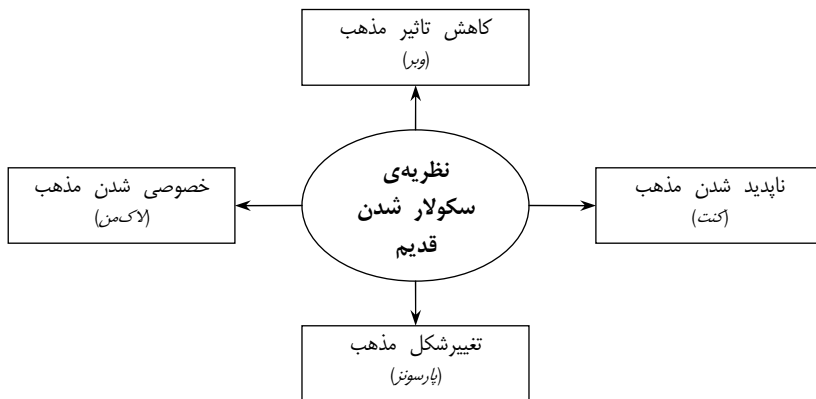 کاهش تاثیر مذهب
(وبر)
نظریه‌ی
سکولار شدن
قدیم
ناپدید شدن مذهب
(کنت)
خصوصی شدن مذهب
(لاک‌من)
تغییرشکل مذهب
(پارسونز)